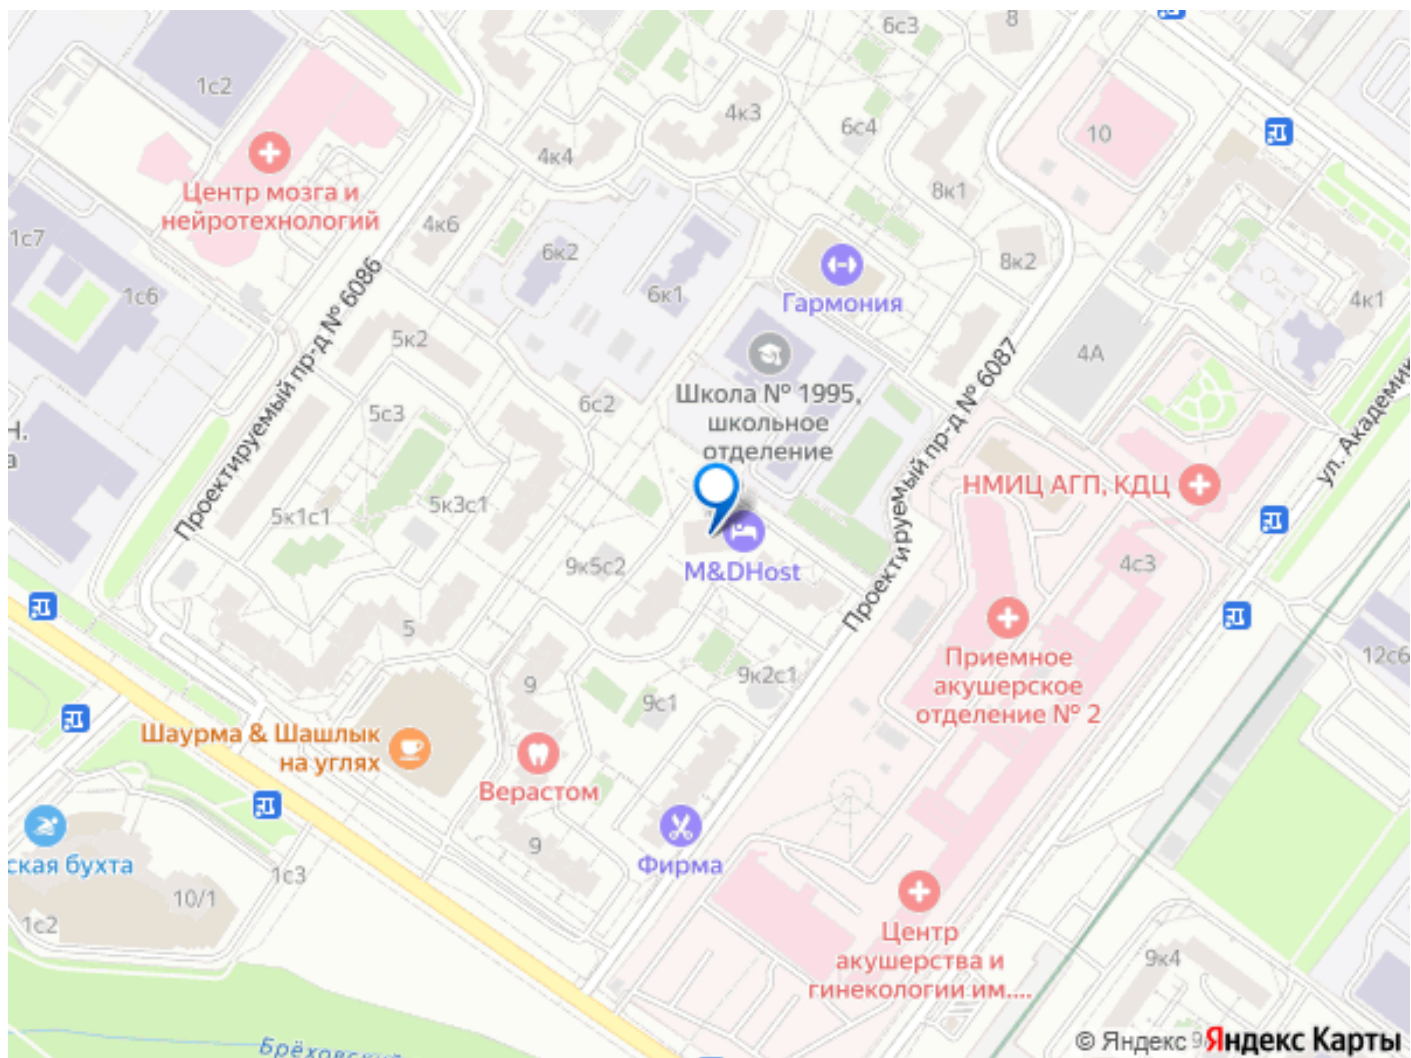 6с3
8
1с2
4к3
6с4
10
4к4
Центр мозга и
нейротехнологий
8к1
4к6
1с7
6к2
8к2
1с6
6к1
Гармония
4к1
Проектируемый пр-д № 6086
5к2
4А
Школа № 1995,
школьное
отделение
Проектируемый пр-д № 6087
6с2
5с3
ул. Академик
Н.
а
НМИЦ АГП, КДЦ
5к1с1
5к3с1
M&DHost
9к5с2
4с3
5
Приемное
акушерское
отделение № 2
12с6
9к2с1
9
9с1
Шаурма & Шашлык
на углях
Верастом
9
Фирма
ская бухта
1с3
10/1
1с2
Центр
акушерства и
гинекологии им....
9к4
Брёховский
© Яндекс
Яндекс Карты